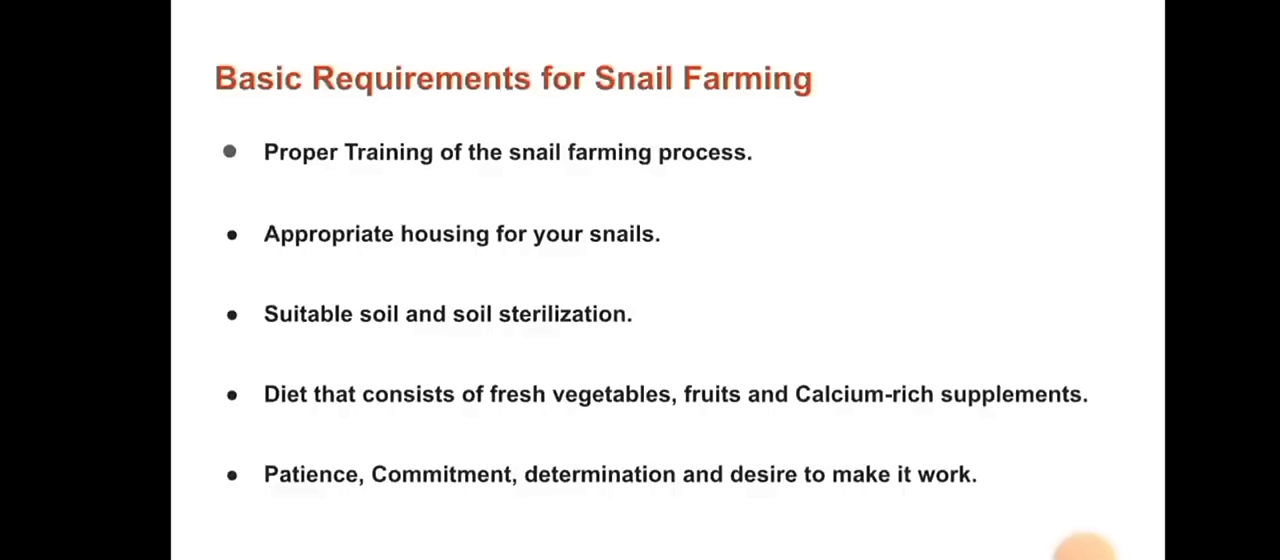 Basic Requirements for Snail Farming
● Proper Training of the snail farming process.
● Appropriate housing for your snails.
● Suitable soil and soil sterilization.
● Diet that consists of fresh vegetables, fruits and Calcium-rich supplements.
● Patience, Commitment, determination and desire to make it work.